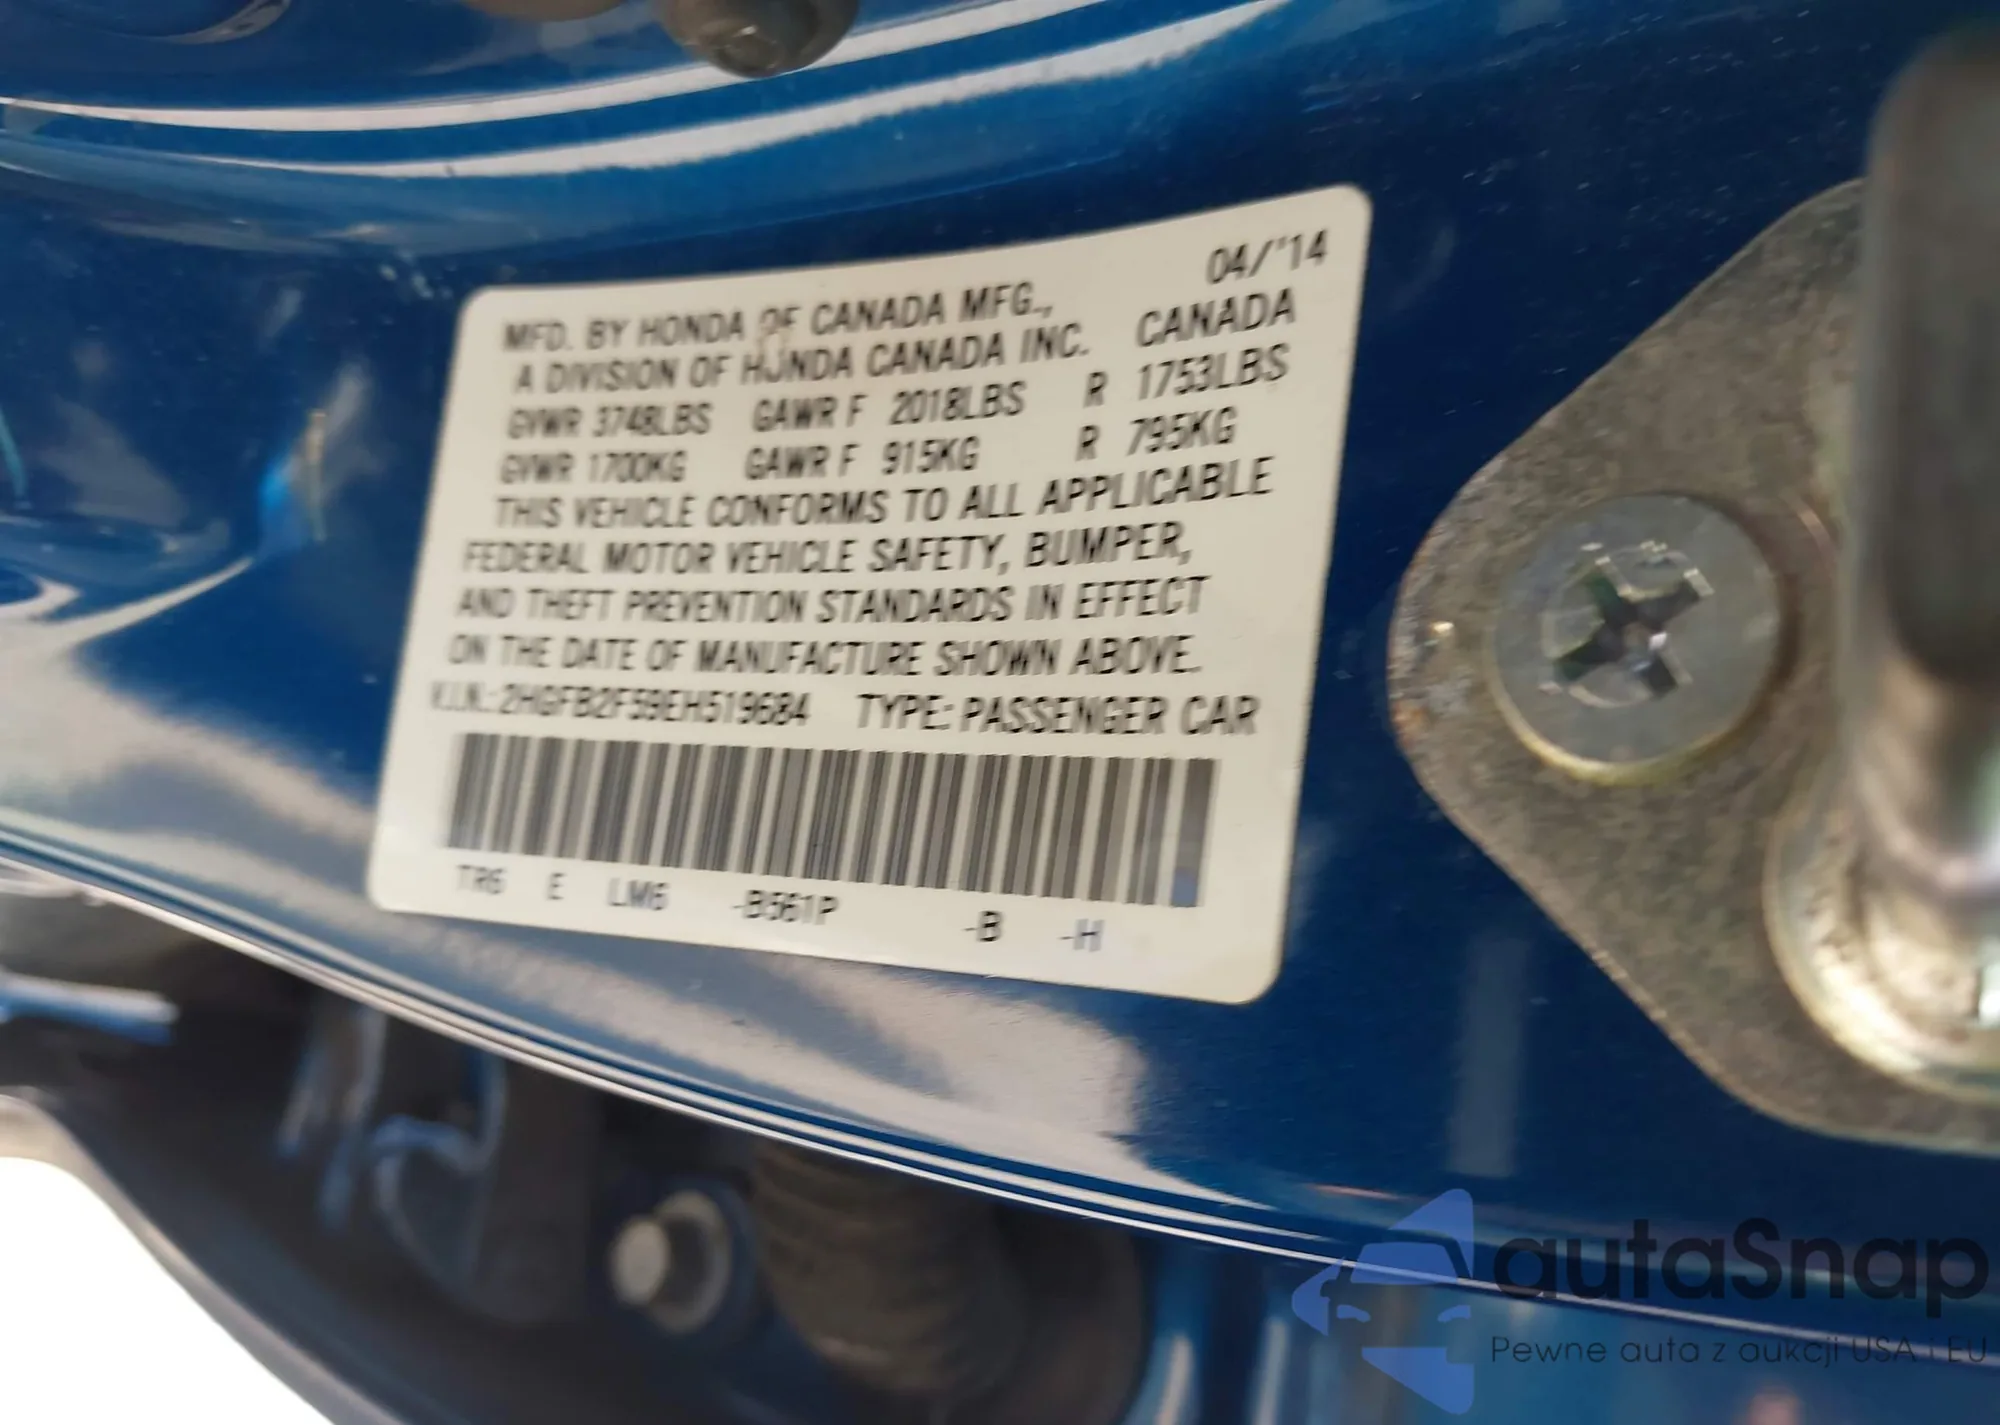 04/'14
MFD. BY HONDA OF CANADA MFG.,
A DIVISION OF HONDA CANADA INC. CANADA
GVWR 3748LBS GAWR F 2018LBS R 1753LBS
GVWR 1700KG GAWR F 915KG R 795KG
THIS VEHICLE CONFORMS TO ALL APPLICABLE
FEDERAL MOTOR VEHICLE SAFETY, BUMPER,
AND THEFT PREVENTION STANDARDS IN EFFECT
ON THE DATE OF MANUFACTURE SHOWN ABOVE.
V.I.N.: 2HGFB2F59EH519684 TYPE: PASSENGER CAR
TR6 E LM6 -B561P -B -H
autaSnap
Pewne auta z aukcji USA i EU